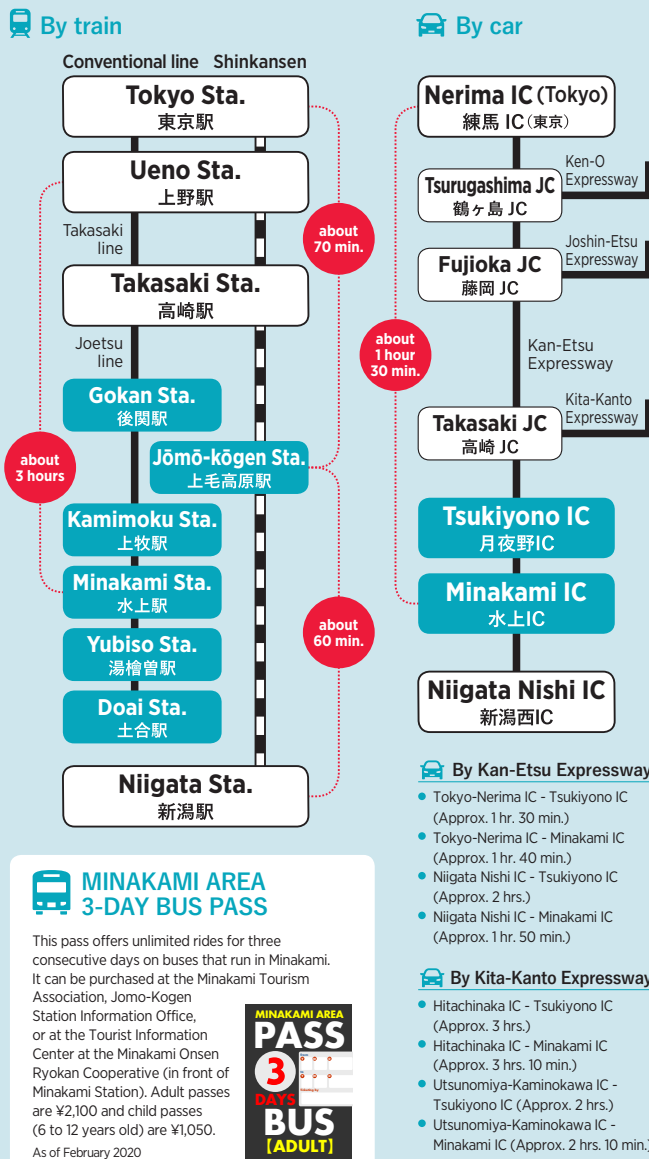 By train
Conventional line Shinkansen
Tokyo Sta.
東京駅
Ueno Sta.
上野駅
Takasaki
line
about
70 min.
Takasaki Sta.
高崎駅
Joetsu
line
Gokan Sta.
後閑駅
about
3 hours
Jōmō-kōgen Sta.
上毛高原駅
Kamimoku Sta.
上牧駅
Minakami Sta.
水上駅
about
60 min.
Yubiso Sta.
湯檜曽駅
Doai Sta.
土合駅
Niigata Sta.
新潟駅
By car
Nerima IC (Tokyo)
練馬 IC（東京）
Ken-O
Expressway
Tsurugashima JC
鶴ヶ島 JC
Joshin-Etsu
Expressway
Fujioka JC
藤岡 JC
about
1 hour
30 min.
Kan-Etsu
Expressway
Kita-Kanto
Expressway
Takasaki JC
高崎 JC
Tsukiyono IC
月夜野IC
Minakami IC
水上IC
Niigata Nishi IC
新潟西IC
By Kan-Etsu Expressway
Tokyo-Nerima IC - Tsukiyono IC
(Approx. 1 hr. 30 min.)
Tokyo-Nerima IC - Minakami IC
(Approx. 1 hr. 40 min.)
Niigata Nishi IC - Tsukiyono IC
(Approx. 2 hrs.)
Niigata Nishi IC - Minakami IC
(Approx. 1 hr. 50 min.)
By Kita-Kanto Expressway
Hitachinaka IC - Tsukiyono IC
(Approx. 3 hrs.)
Hitachinaka IC - Minakami IC
(Approx. 3 hrs. 10 min.)
Utsunomiya-Kaminokawa IC -
Tsukiyono IC (Approx. 2 hrs.)
Utsunomiya-Kaminokawa IC -
Minakami IC (Approx. 2 hrs. 10 min.)
MINAKAMI AREA
3-DAY BUS PASS
This pass offers unlimited rides for three
consecutive days on buses that run in Minakami.
It can be purchased at the Minakami Tourism
Association, Jomo-Kogen
Station Information Office,
or at the Tourist Information
Center at the Minakami Onsen
Ryokan Cooperative (in front of
Minakami Station). Adult passes
are ¥2,100 and child passes
(6 to 12 years old) are ¥1,050.
As of February 2020
MINAKAMI AREA
PASS
3
DAYS
BUS
【ADULT】